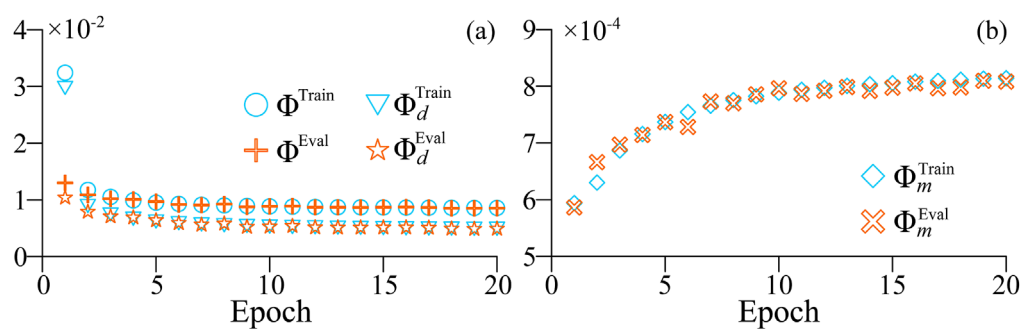 ×10⁻²
(a)
4
3
2
1
0
Φ^Train
Φ_d^Train
Φ^Eval
Φ_d^Eval
0 5 10 15 20
Epoch
×10⁻⁴
(b)
9
8
7
6
5
Φ_m^Train
Φ_m^Eval
0 5 10 15 20
Epoch